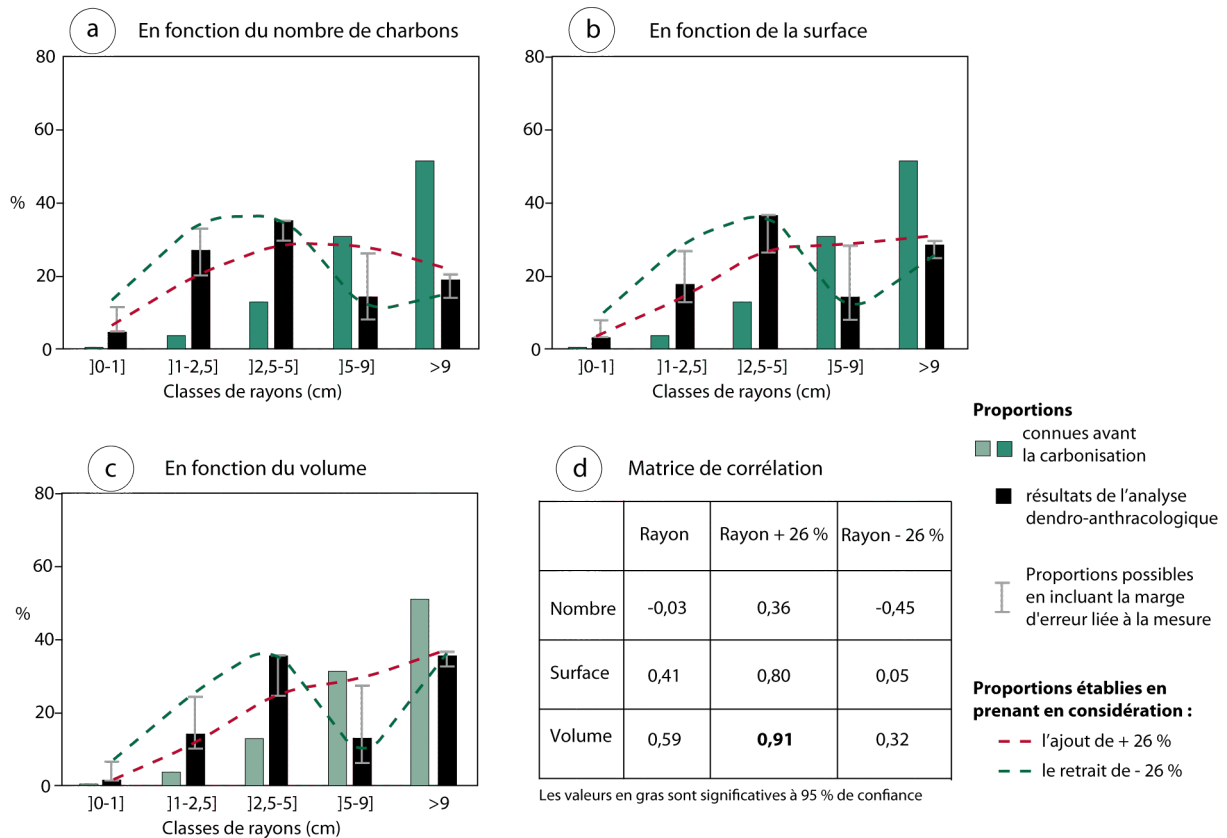 a En fonction du nombre de charbons
80
60
40
%
20
0
]0-1] ]1-2,5] ]2,5-5] ]5-9] >9
Classes de rayons (cm)
b En fonction de la surface
80
60
40
20
0
]0-1] ]1-2,5] ]2,5-5] ]5-9] >9
Classes de rayons (cm)
c En fonction du volume
80
60
%
40
20
0
]0-1] ]1-2,5] ]2,5-5] ]5-9] >9
Classes de rayons (cm)
d Matrice de corrélation
Rayon Rayon + 26 % Rayon - 26 %
Nombre -0,03 0,36 -0,45
Surface 0,41 0,80 0,05
Volume 0,59 0,91 0,32
Les valeurs en gras sont significatives à 95 % de confiance
Proportions
connues avant
la carbonisation
résultats de l'analyse
dendro-anthracologique
Proportions possibles
en incluant la marge
d'erreur liée à la mesure
Proportions établies en
prenant en considération :
l'ajout de + 26 %
le retrait de - 26 %